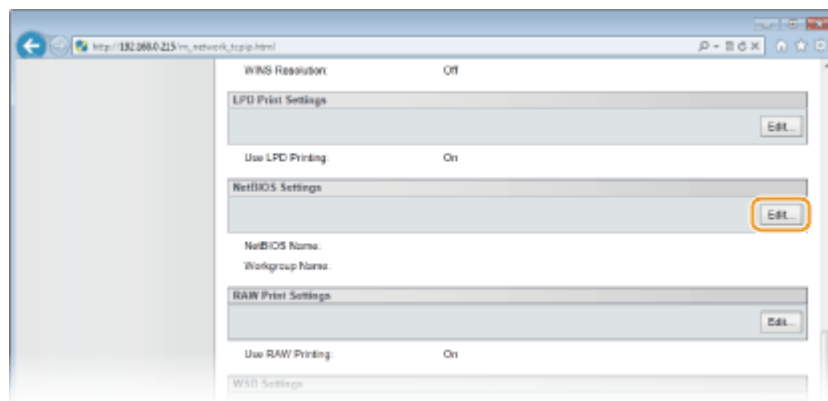 http://192.168.0.215/m_network_tcpip.html
WINS Resolution: Off
LPD Print Settings
Edit...
Use LPD Printing: On
NetBIOS Settings
Edit...
NetBIOS Name:
Workgroup Name:
RAW Print Settings
Edit...
Use RAW Printing: On
WSD Settings